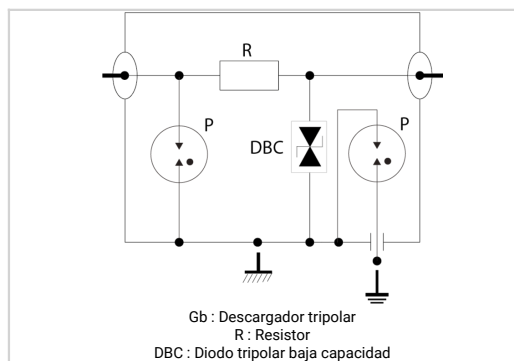 R
P
DBC
P
Gb : Descargador tripolar
R : Resistor
DBC : Diodo tripolar baja capacidad